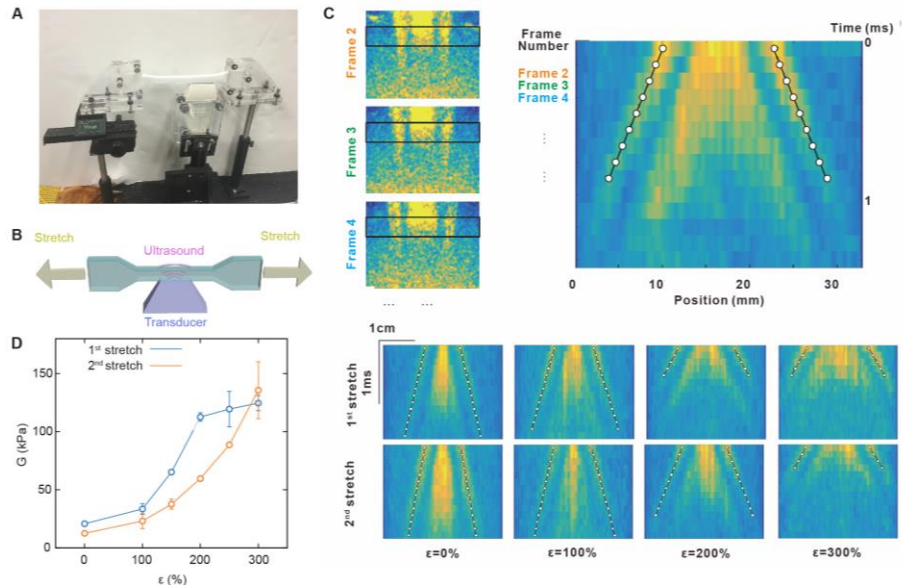 A
B
Stretch
Ultrasound
Stretch
Transducer
C
Frame 2
Frame 3
Frame 4
... ...
Frame
Number
Frame 2
Frame 3
Frame 4
Time (ms)
0
1
0
10
20
30
Position (mm)
D
1st stretch
2nd stretch
150
100
50
0
G (kPa)
0
100
200
300
ε (%)
1cm
1ms
1st stretch
2nd stretch
ε=0%
ε=100%
ε=200%
ε=300%